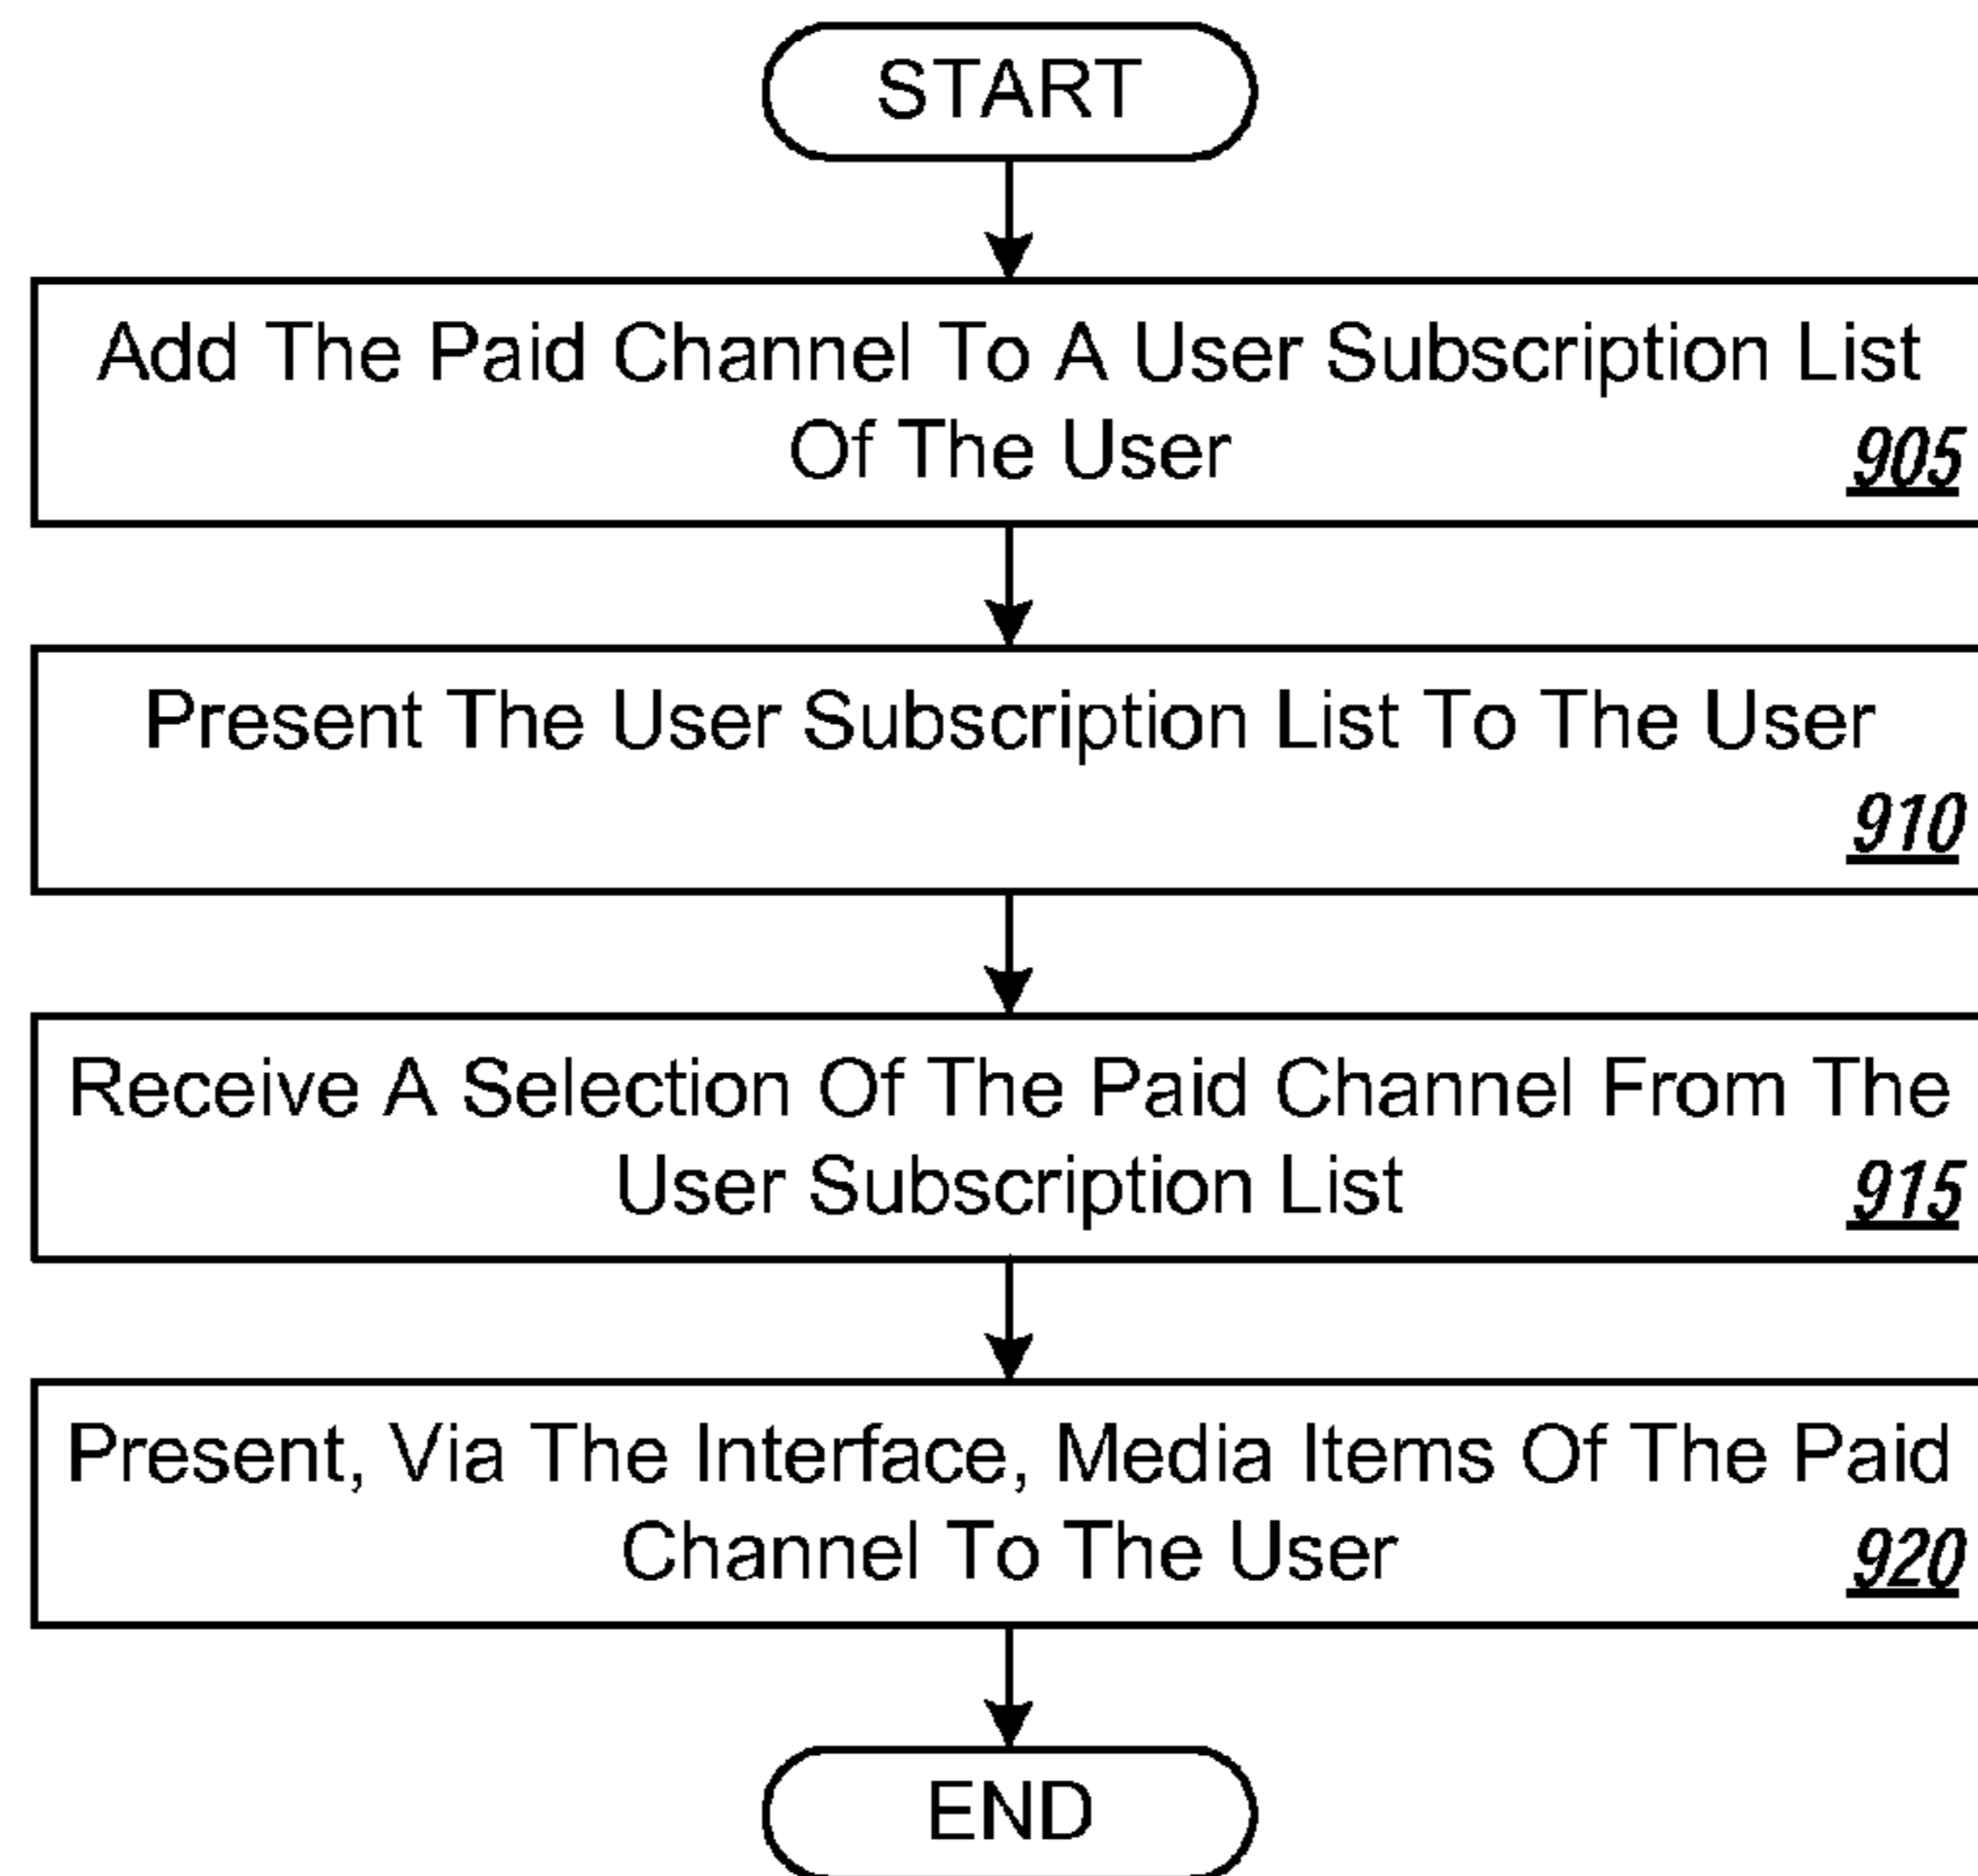 START
Add The Paid Channel To A User Subscription List
Of The User
905
Present The User Subscription List To The User
910
Receive A Selection Of The Paid Channel From The
User Subscription List
915
Present, Via The Interface, Media Items Of The Paid
Channel To The User
920
END